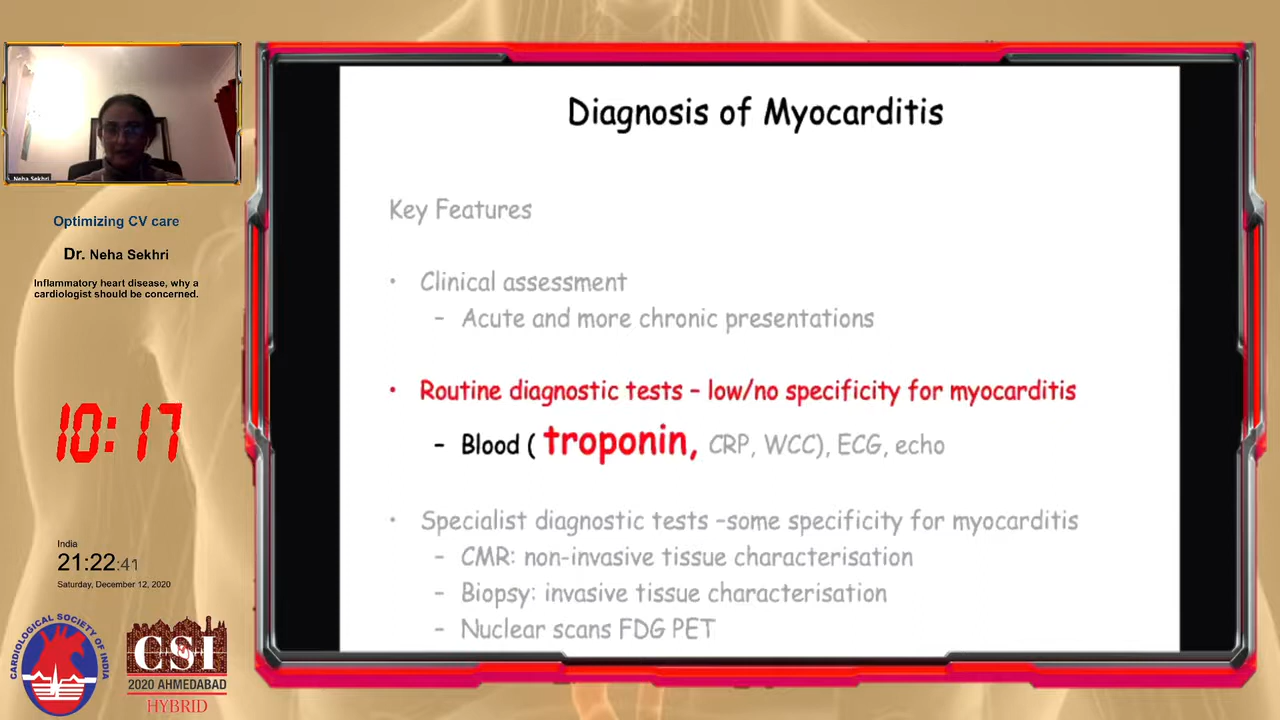 Neha Sekhri
Optimizing CV care
Dr. Neha Sekhri
Inflammatory heart disease, why a
cardiologist should be concerned.
10:17
India
21:22:41
Saturday, December 12, 2020
CARDIOLOGICAL SOCIETY OF INDIA
CSI
2020 AHMEDABAD
HYBRID
Diagnosis of Myocarditis
Key Features
• Clinical assessment
– Acute and more chronic presentations
• Routine diagnostic tests – low/no specificity for myocarditis
– Blood ( troponin, CRP, WCC), ECG, echo
• Specialist diagnostic tests –some specificity for myocarditis
– CMR: non-invasive tissue characterisation
– Biopsy: invasive tissue characterisation
– Nuclear scans FDG PET